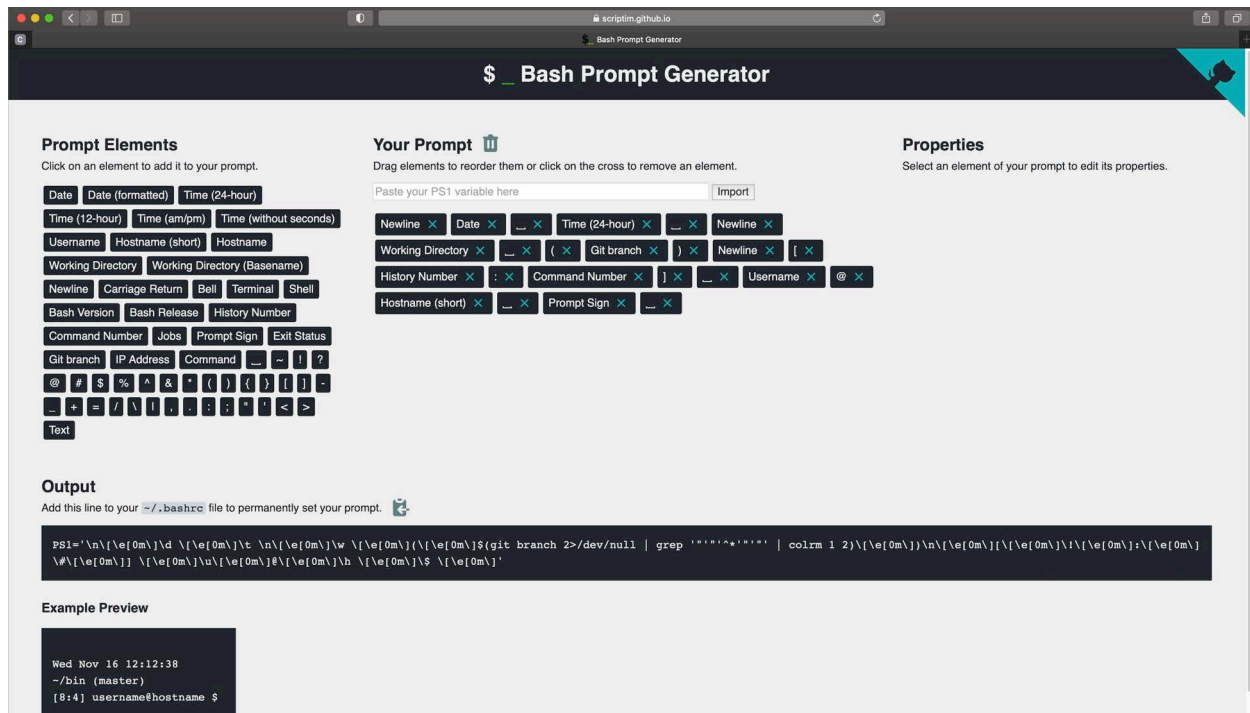 scriptim.github.io
C
$_ Bash Prompt Generator
$ _ Bash Prompt Generator
Prompt Elements
Click on an element to add it to your prompt.
Date Date (formatted) Time (24-hour)
Time (12-hour) Time (am/pm) Time (without seconds)
Username Hostname (short) Hostname
Working Directory Working Directory (Basename)
Newline Carriage Return Bell Terminal Shell
Bash Version Bash Release History Number
Command Number Jobs Prompt Sign Exit Status
Git branch IP Address Command ⎵ ~ ! ?
@ # $ % ^ & * ( ) { } [ ] -
_ + = / \ | , . : ; " ' < >
Text
Your Prompt
Drag elements to reorder them or click on the cross to remove an element.
Paste your PS1 variable here Import
Newline × Date × ⎵ × Time (24-hour) × ⎵ × Newline ×
Working Directory × ⎵ × ( × Git branch × ) × Newline × [ ×
History Number × : × Command Number × ] × ⎵ × Username × @ ×
Hostname (short) × ⎵ × Prompt Sign × ⎵ ×
Properties
Select an element of your prompt to edit its properties.
Output
Add this line to your ~/.bashrc file to permanently set your prompt.
PS1='\n\[\e[0m\]\d \[\e[0m\]\t \n\[\e[0m\]\w \[\e[0m\](\[\e[0m\]$(git branch 2>/dev/null | grep '"'"'^*'"'"' | colrm 1 2)\[\e[0m\])\n\[\e[0m\][\[\e[0m\]\!\[\e[0m\]:\[\e[0m\]
\#\[\e[0m\]] \[\e[0m\]\u\[\e[0m\]@\[\e[0m\]\h \[\e[0m\]\$ \[\e[0m\]'
Example Preview
Wed Nov 16 12:12:38
~/bin (master)
[8:4] username@hostname $